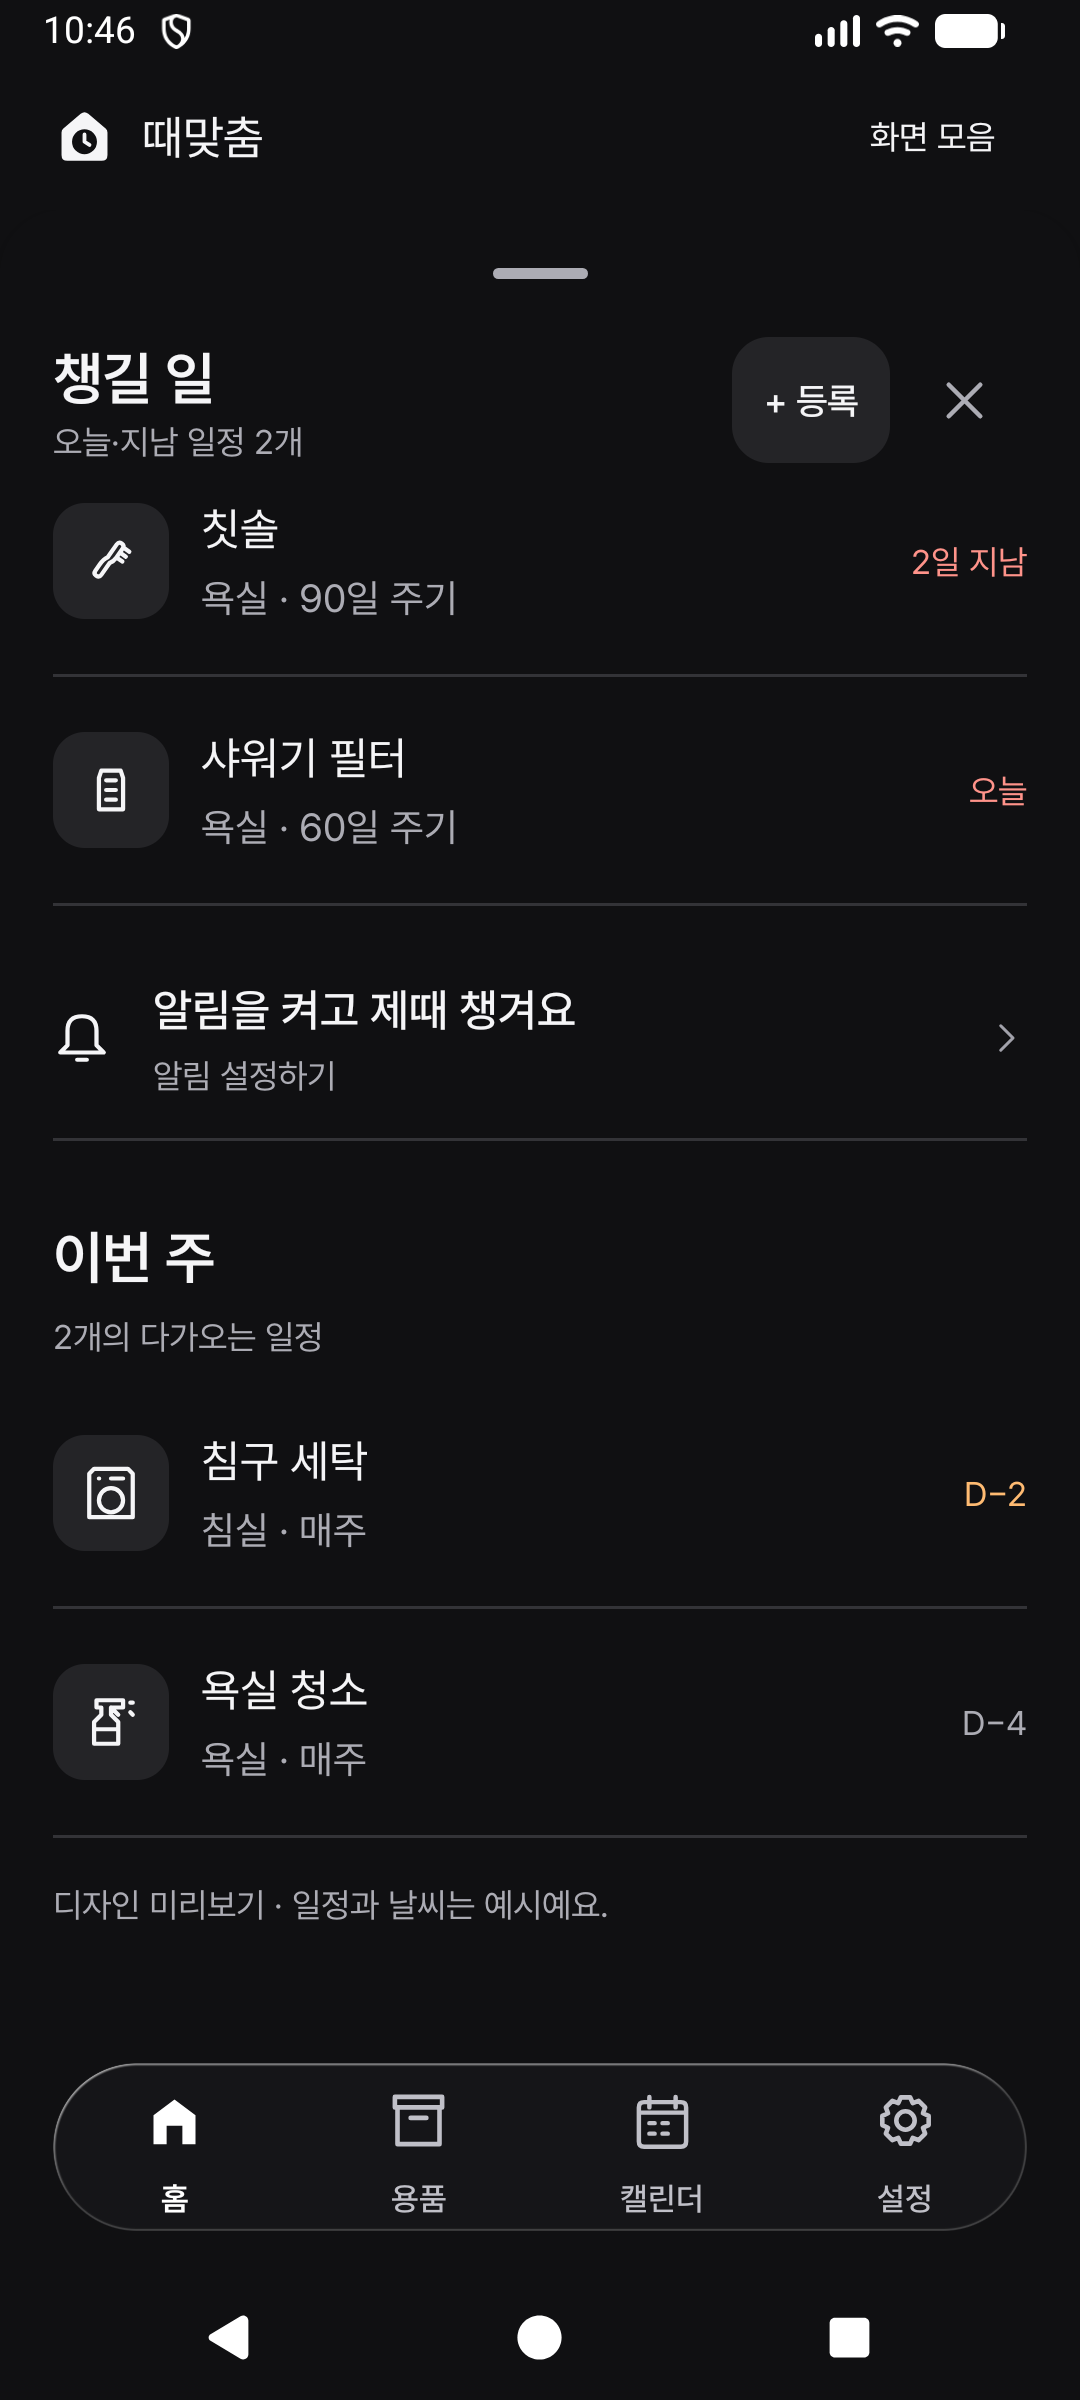 10:46
때맞춤
화면 모음
챙길 일
+ 등록
오늘·지남 일정 2개
칫솔
욕실 · 90일 주기
2일 지남
샤워기 필터
욕실 · 60일 주기
오늘
알림을 켜고 제때 챙겨요
알림 설정하기
이번 주
2개의 다가오는 일정
침구 세탁
침실 · 매주
D-2
욕실 청소
욕실 · 매주
D-4
디자인 미리보기 · 일정과 날씨는 예시예요.
홈
용품
캘린더
설정